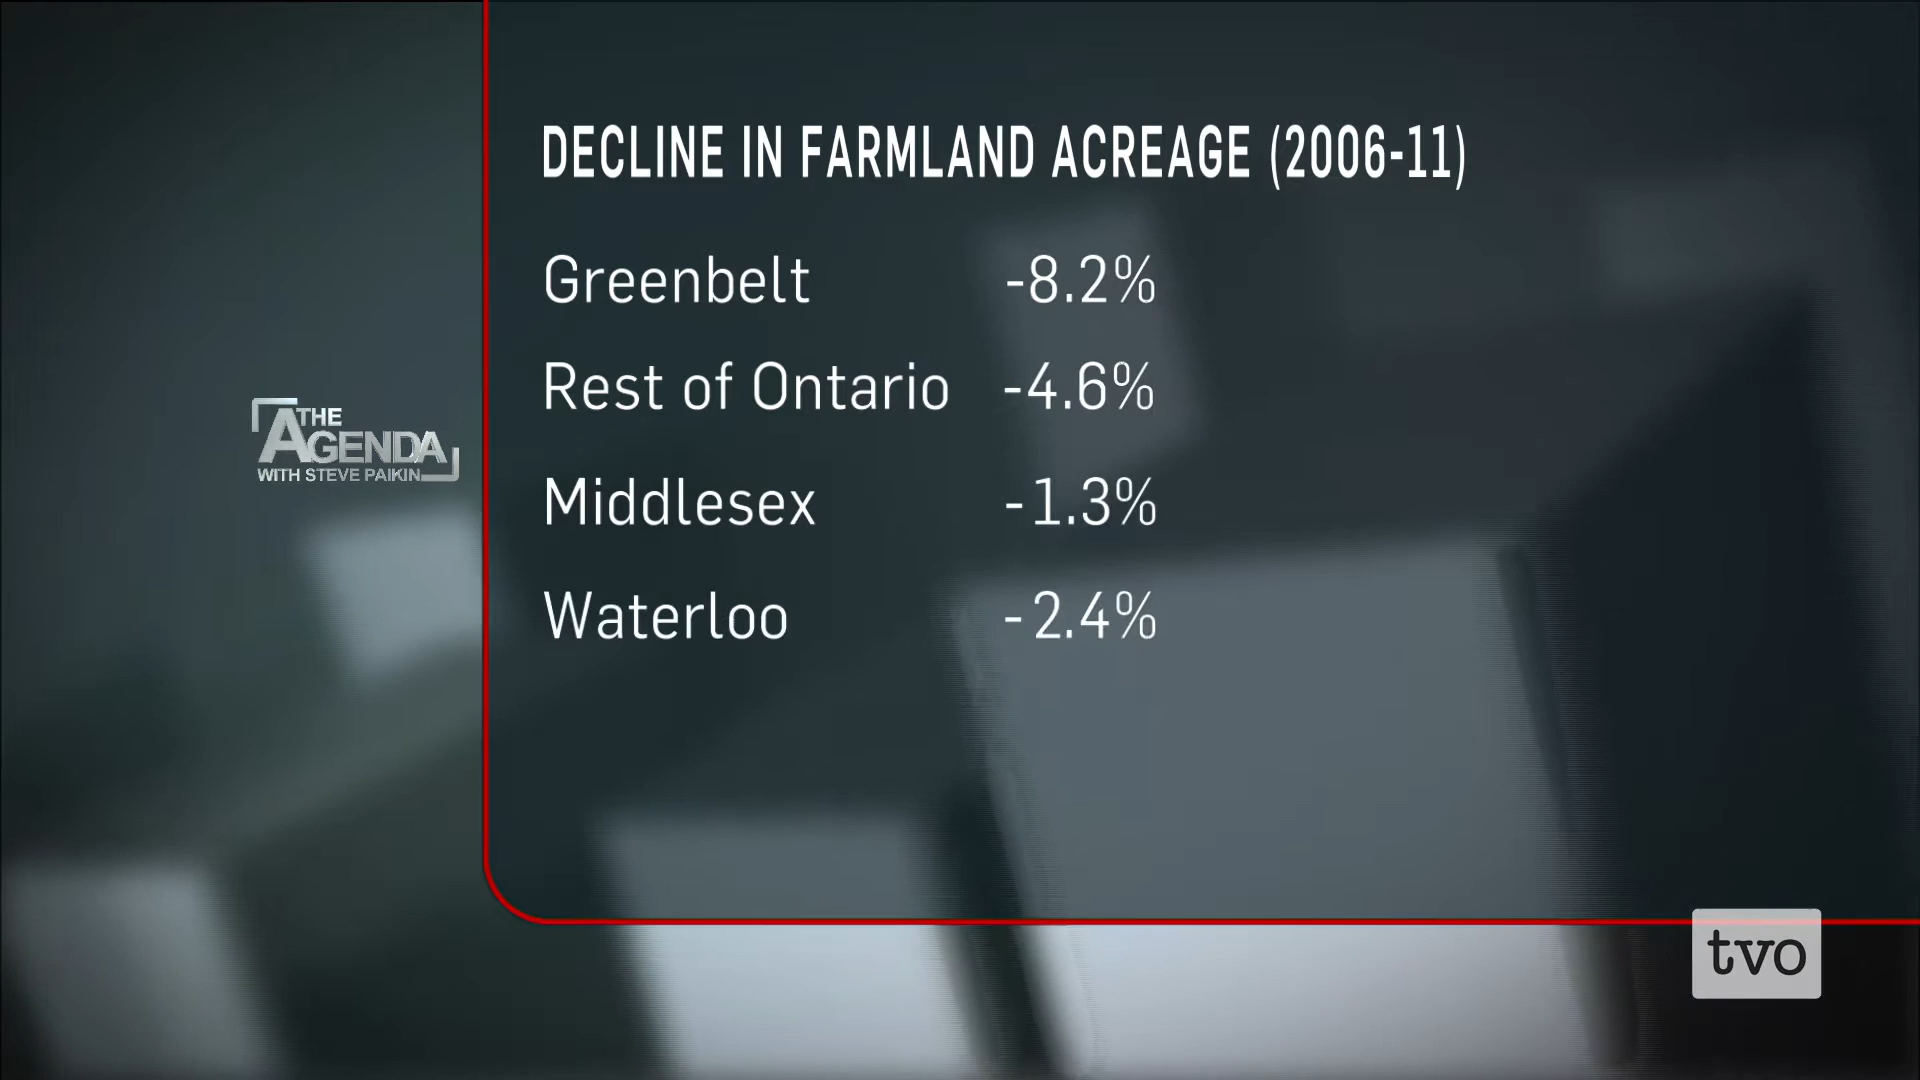 DECLINE IN FARMLAND ACREAGE (2006-11)
Greenbelt -8.2%
Rest of Ontario -4.6%
Middlesex -1.3%
Waterloo -2.4%
THE
AGENDA
WITH STEVE PAIKIN
tvo